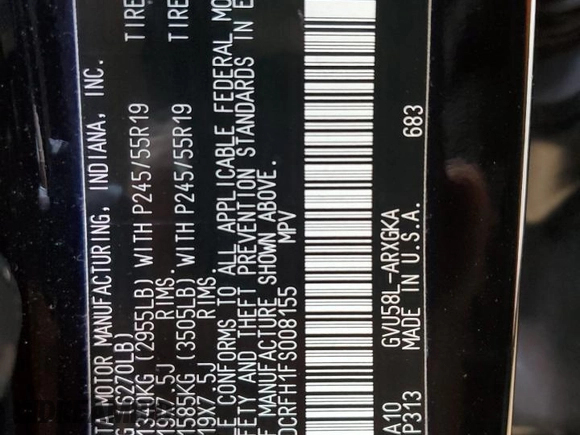 TA MOTOR MANUFACTURING, INDIANA, INC.
6270LB)
1340KG (2955LB) WITH P245/55R19 TIRE
19X7.5J RIMS.
1585KG (3505LB) WITH P245/55R19 TIRE
19X7.5J RIMS.
E CONFORMS TO ALL APPLICABLE FEDERAL MO
FETY AND THEFT PREVENTION STANDARDS IN E
F MANUFACTURE SHOWN ABOVE.
DCRFH1FS008155 MPV
A10 GVU58L-ARXGKA
P313 MADE IN U.S.A. 683